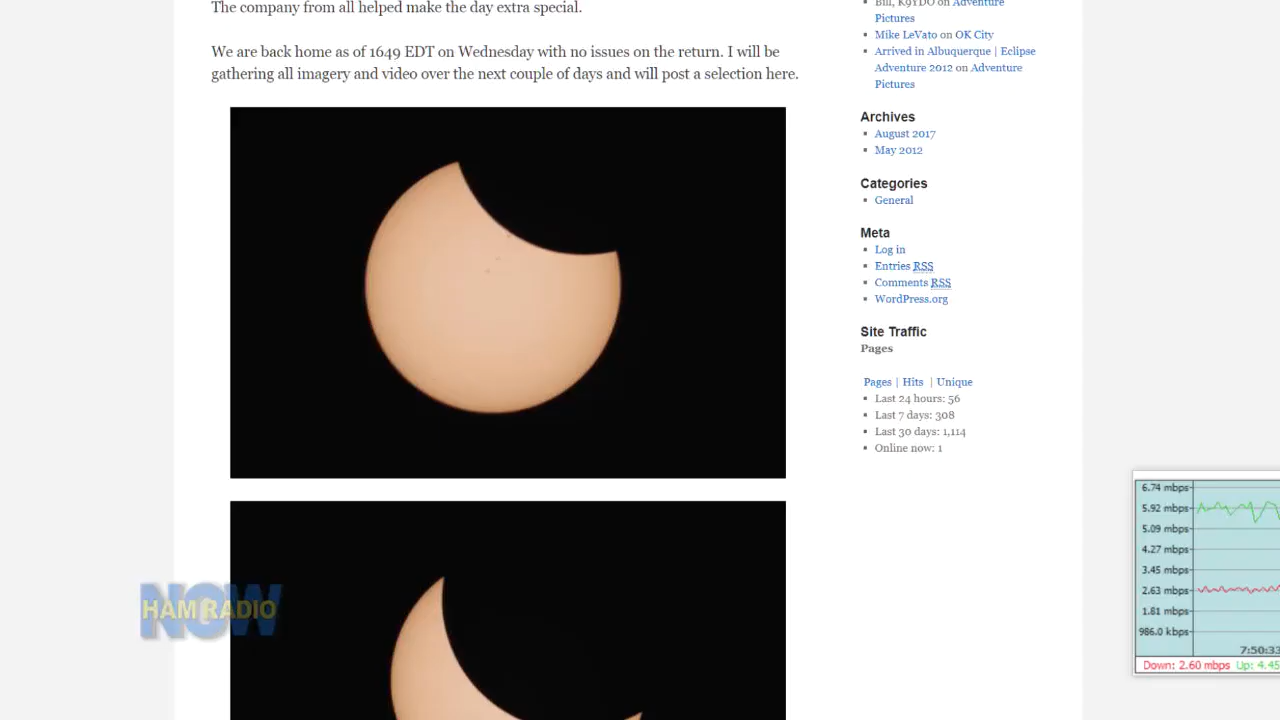 The company from all helped make the day extra special.
We are back home as of 1649 EDT on Wednesday with no issues on the return. I will be
gathering all imagery and video over the next couple of days and will post a selection here.
Bill, K9YDO on Adventure
Pictures
Mike LeVato on OK City
Arrived in Albuquerque | Eclipse
Adventure 2012 on Adventure
Pictures
Archives
August 2017
May 2012
Categories
General
Meta
Log in
Entries RSS
Comments RSS
WordPress.org
Site Traffic
Pages
Pages | Hits | Unique
Last 24 hours: 56
Last 7 days: 308
Last 30 days: 1,114
Online now: 1
6.74 mbps
5.92 mbps
5.09 mbps
4.27 mbps
3.45 mbps
2.63 mbps
1.81 mbps
986.0 kbps
7:50:33
Down: 2.60 mbps Up: 4.45
NOW
HAM RADIO